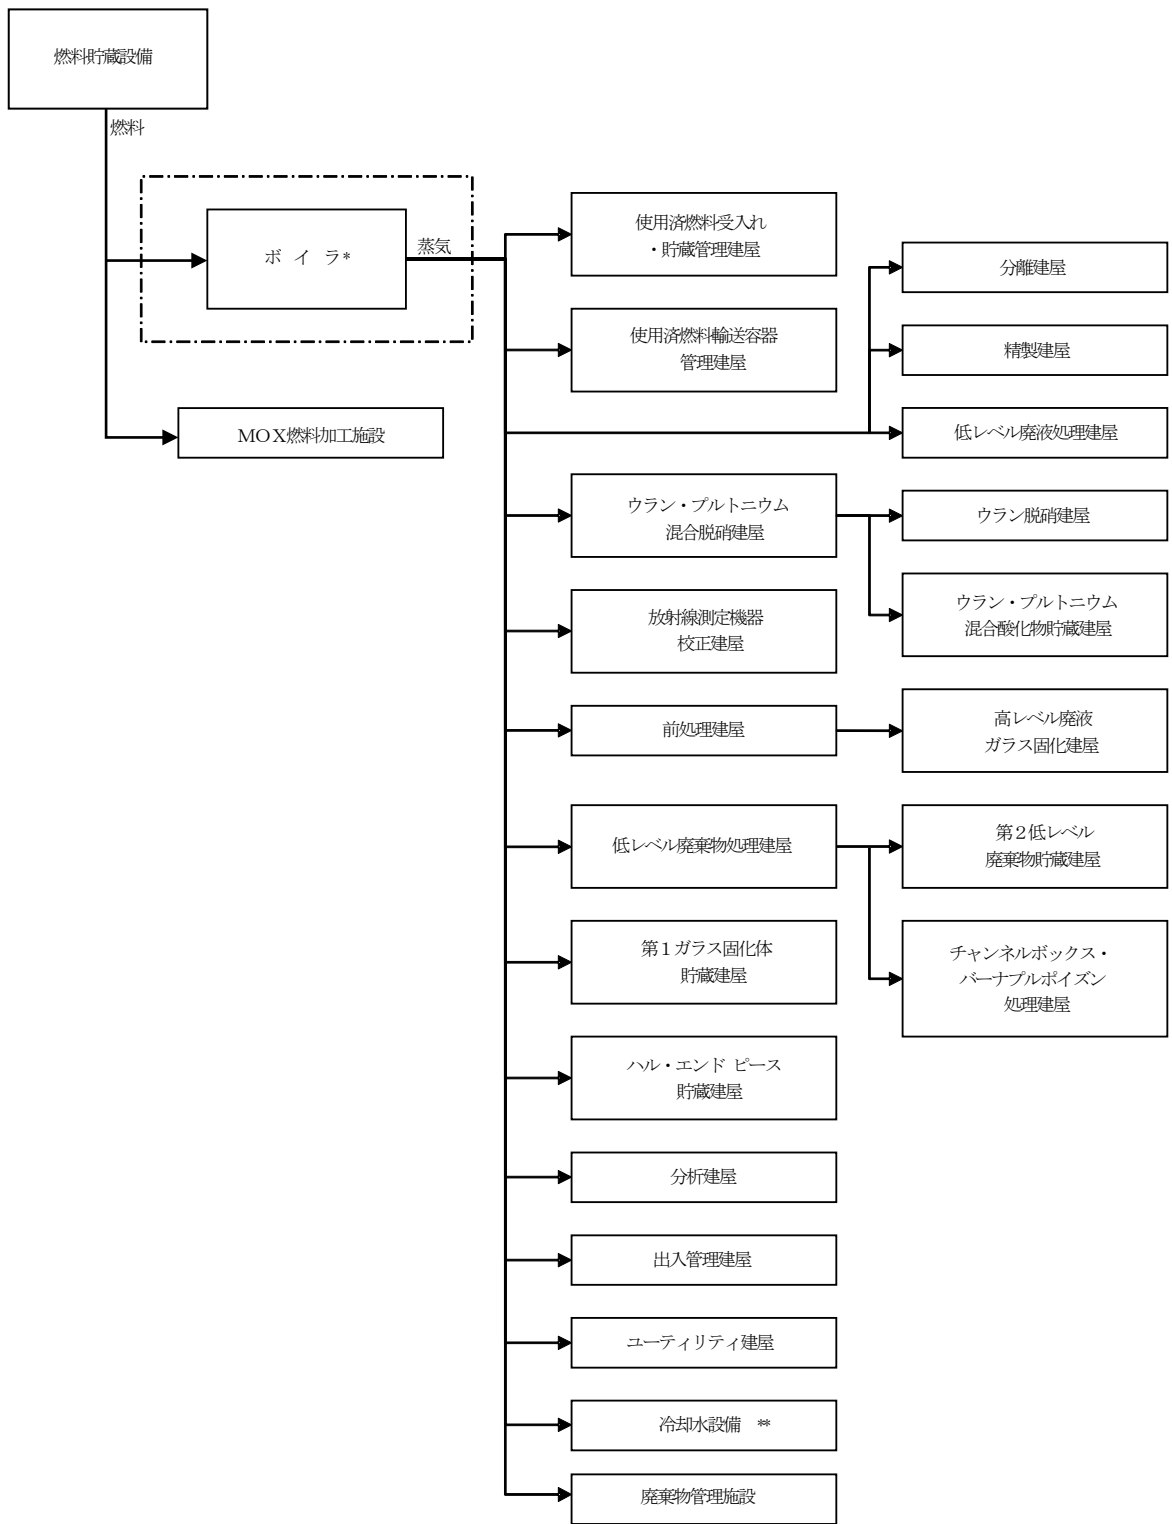 燃料貯蔵設備
燃料
ボ イ ラ*
蒸気
MOX燃料加工施設
使用済燃料受入れ
・貯蔵管理建屋
使用済燃料輸送容器
管理建屋
分離建屋
精製建屋
低レベル廃液処理建屋
ウラン・プルトニウム
混合脱硝建屋
ウラン脱硝建屋
ウラン・プルトニウム
混合酸化物貯蔵建屋
放射線測定機器
校正建屋
前処理建屋
高レベル廃液
ガラス固化建屋
低レベル廃棄物処理建屋
第2低レベル
廃棄物貯蔵建屋
チャンネルボックス・
バーナブルポイズン
処理建屋
第1ガラス固化体
貯蔵建屋
ハル・エンド ピース
貯蔵建屋
分析建屋
出入管理建屋
ユーティリティ建屋
冷却水設備 **
廃棄物管理施設